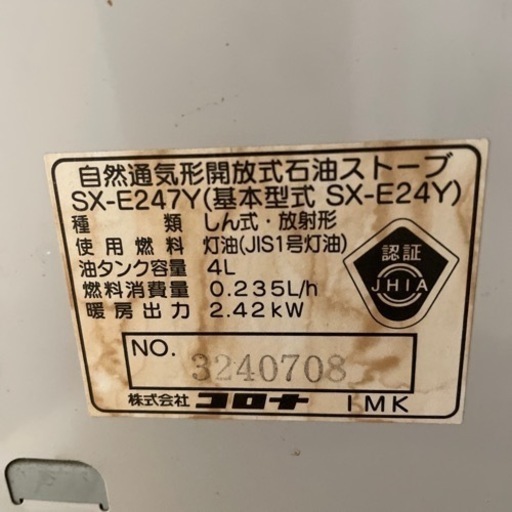 自然通気形開放式石油ストーブ
SX-E247Y(基本型式 SX-E24Y)
種類 しん式・放射形
使用燃料 灯油(JIS1号灯油)
油タンク容量 4L
燃料消費量 0.235L/h
暖房出力 2.42kW
認証
JHIA
NO. 3240708
株式会社 コロナ IMK